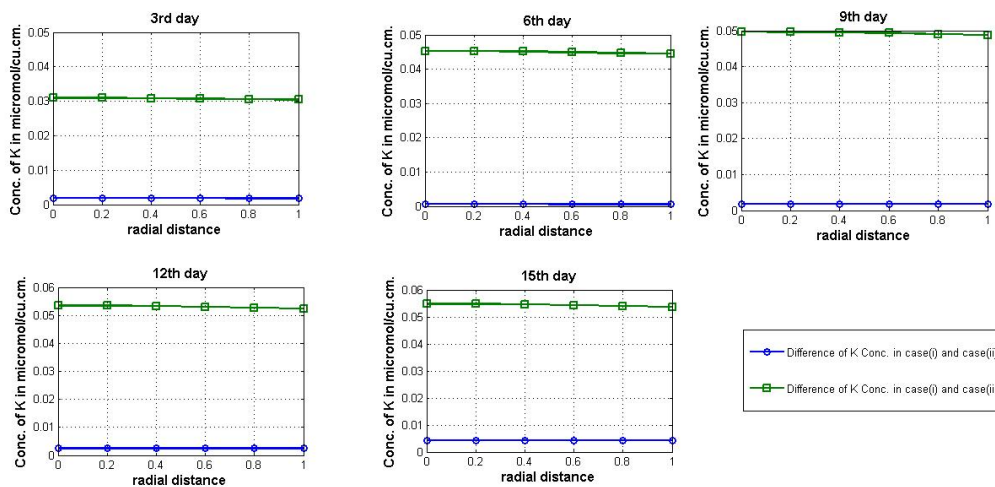 3rd day
Conc. of K in micromol/cu.cm.
0.05
0.04
0.03
0.02
0.01
0
0 0.2 0.4 0.6 0.8 1
radial distance
6th day
Conc. of K in micromol/cu.cm.
0.05
0.04
0.03
0.02
0.01
0
0 0.2 0.4 0.6 0.8 1
radial distance
9th day
Conc. of K in micromol/cu.cm.
0.05
0.04
0.03
0.02
0.01
0
0 0.2 0.4 0.6 0.8 1
radial distance
12th day
Conc. of K in micromol/cu.cm.
0.06
0.05
0.04
0.03
0.02
0.01
0
0 0.2 0.4 0.6 0.8 1
radial distance
15th day
Conc. of K in micromol/cu.cm.
0.06
0.05
0.04
0.03
0.02
0.01
0
0 0.2 0.4 0.6 0.8 1
radial distance
Difference of K Conc. in case(i) and case(ii)
Difference of K Conc. in case(i) and case(ii